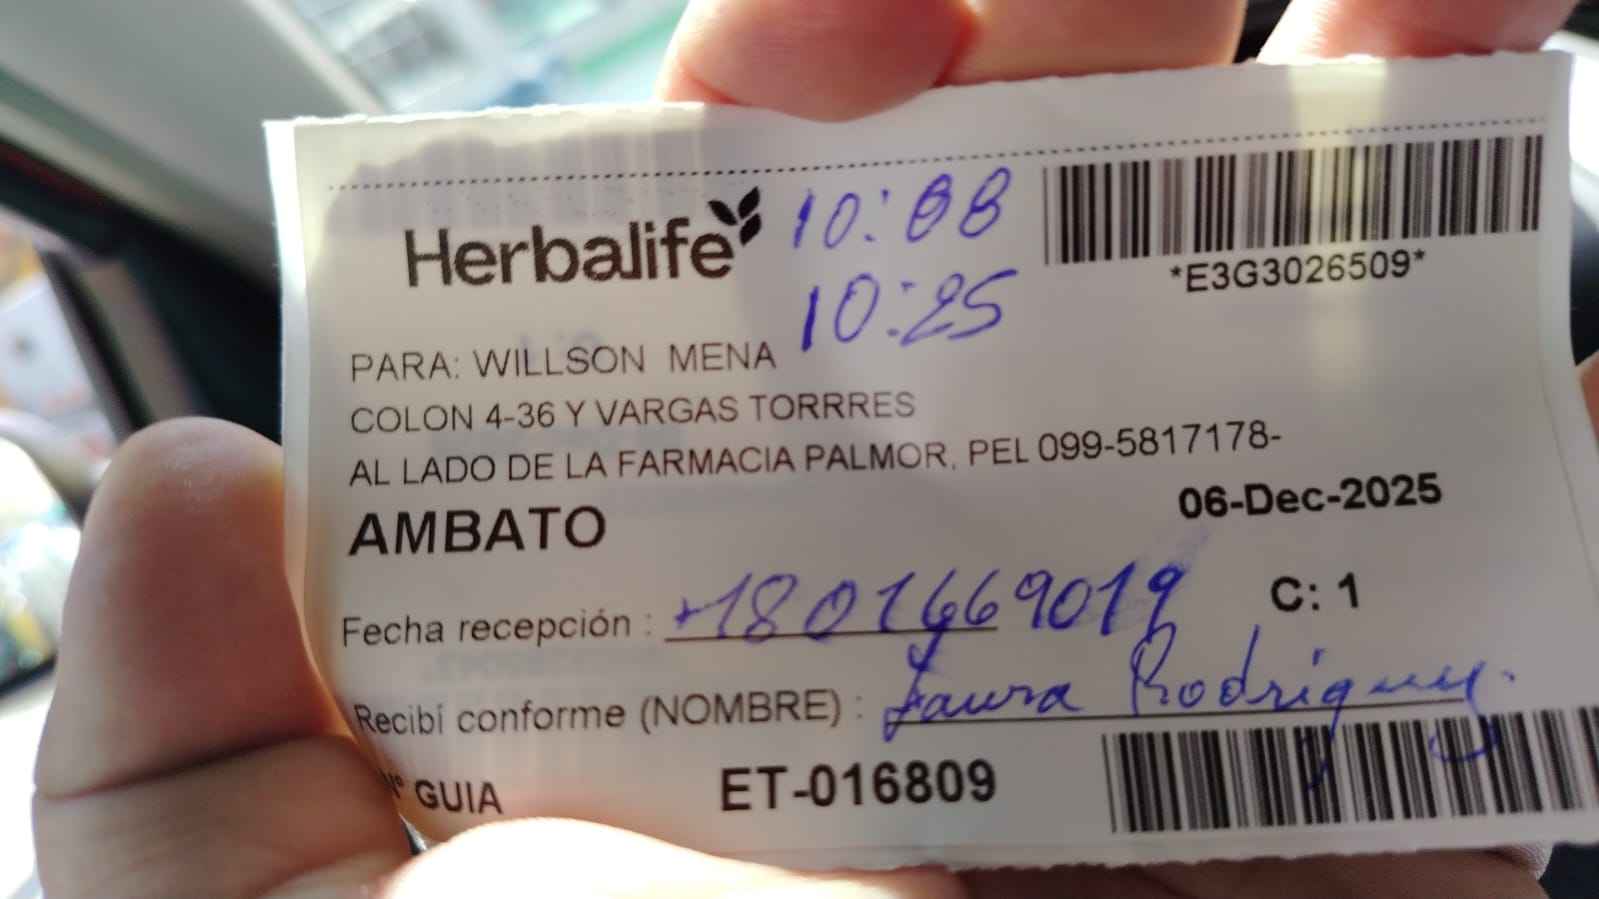 Herbalife
10:08
10:25
*E3G3026509*
PARA: WILLSON MENA
COLON 4-36 Y VARGAS TORRRES
AL LADO DE LA FARMACIA PALMOR, PEL 099-5817178-
AMBATO
06-Dec-2025
Fecha recepción : 1801669019
C: 1
Recibí conforme (NOMBRE) : Laura Rodriguez.
N° GUIA ET-016809